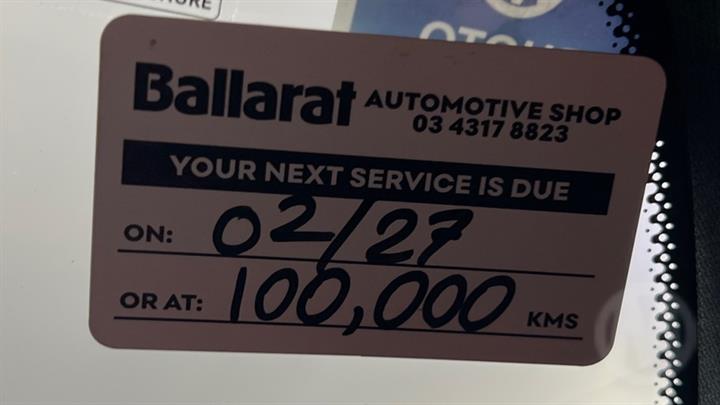 Ballarat AUTOMOTIVE SHOP
03 4317 8823
YOUR NEXT SERVICE IS DUE
ON: 02/27
OR AT: 100,000 KMS